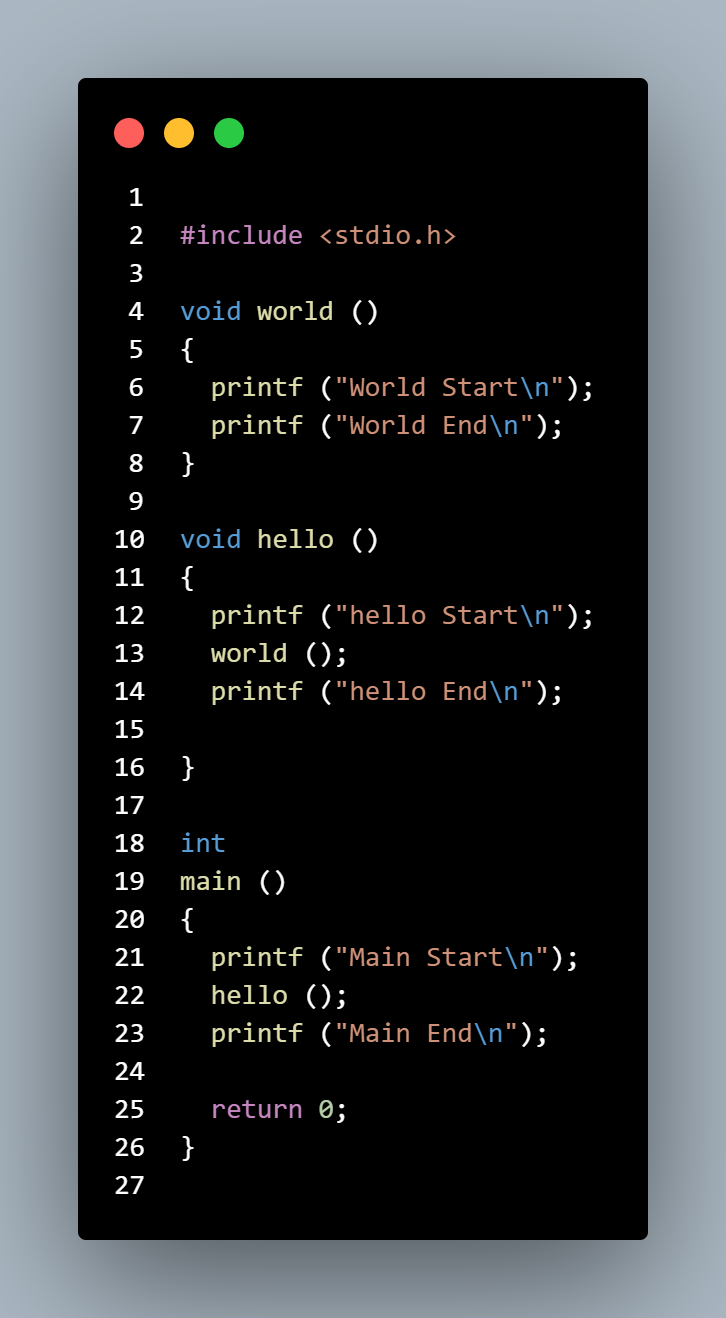 1
2 #include <stdio.h>
3
4 void world ()
5 {
6   printf ("World Start\n");
7   printf ("World End\n");
8 }
9
10 void hello ()
11 {
12   printf ("hello Start\n");
13   world ();
14   printf ("hello End\n");
15
16 }
17
18 int
19 main ()
20 {
21   printf ("Main Start\n");
22   hello ();
23   printf ("Main End\n");
24
25   return 0;
26 }
27